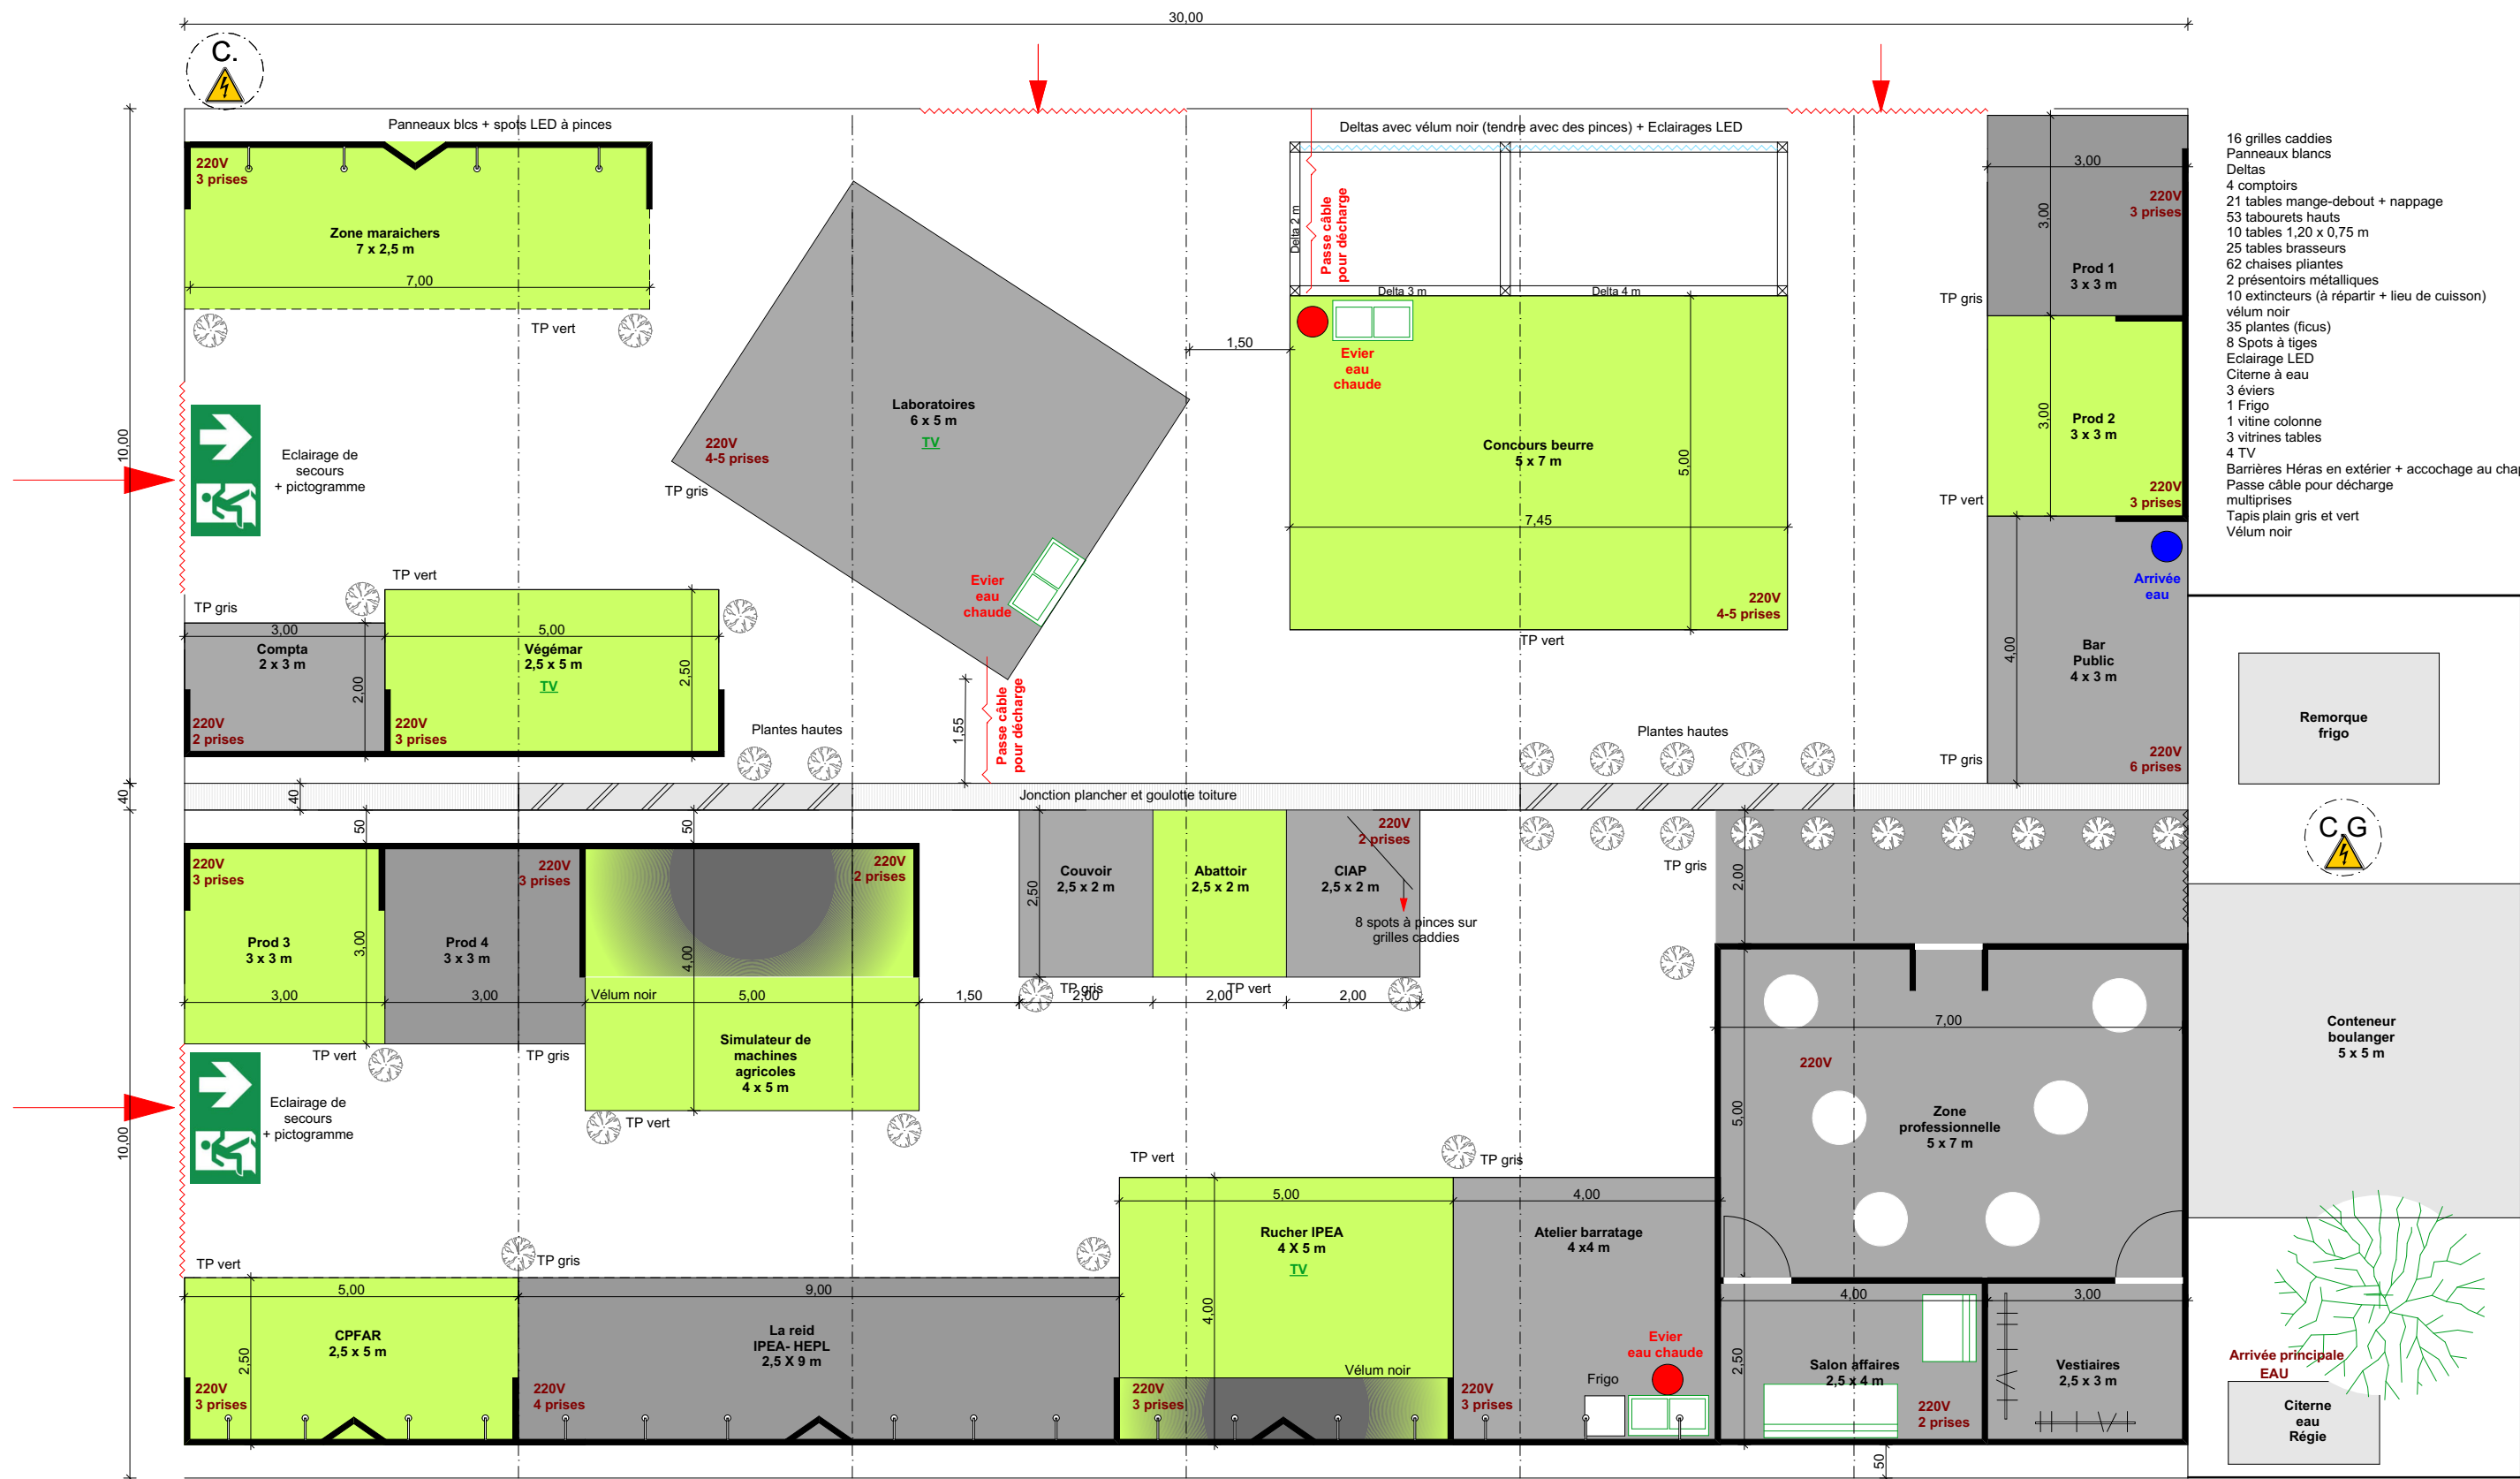 30,00
C.
Panneaux blcs + spots LED à pinces
220V
3 prises
Zone maraichers
7 x 2,5 m
7,00
TP vert
10,00
Eclairage de
secours
+ pictogramme
Laboratoires
6 x 5 m
TV
220V
4-5 prises
TP gris
Evier
eau
chaude
1,50
Deltas avec vélum noir (tendre avec des pinces) + Eclairages LED
Delta 2 m
Passe câble
pour décharge
Delta 3 m
Delta 4 m
Evier
eau
chaude
Concours beurre
5 x 7 m
5,00
7,45
220V
4-5 prises
TP vert
3,00
220V
3 prises
3,00
Prod 1
3 x 3 m
TP gris
3,00
Prod 2
3 x 3 m
220V
3 prises
TP vert
Arrivée
eau
4,00
Bar
Public
4 x 3 m
220V
6 prises
TP gris
16 grilles caddies
Panneaux blancs
Deltas
4 comptoirs
21 tables mange-debout + nappage
53 tabourets hauts
10 tables 1,20 x 0,75 m
25 tables brasseurs
62 chaises pliantes
2 présentoirs métalliques
10 extincteurs (à répartir + lieu de cuisson)
vélum noir
35 plantes (ficus)
8 Spots à tiges
Eclairage LED
Citerne à eau
3 éviers
1 Frigo
1 vitine colonne
3 vitrines tables
4 TV
Barrières Héras en extérier + accochage au chap
Passe câble pour décharge
multiprises
Tapis plain gris et vert
Vélum noir
TP gris
3,00
Compta
2 x 3 m
2,00
220V
2 prises
TP vert
5,00
Végémar
2,5 x 5 m
TV
2,50
220V
3 prises
Plantes hautes
1,55
Passe câble
pour décharge
Plantes hautes
Remorque
frigo
40
40
Jonction plancher et goulotte toiture
C.G
50
50
220V
3 prises
Prod 3
3 x 3 m
3,00
3,00
TP vert
220V
3 prises
Prod 4
3 x 3 m
3,00
TP gris
220V
2 prises
4,00
Vélum noir
5,00
Simulateur de
machines
agricoles
4 x 5 m
TP vert
1,50
2,50
Couvoir
2,5 x 2 m
Abattoir
2,5 x 2 m
220V
2 prises
CIAP
2,5 x 2 m
8 spots à pinces sur
grilles caddies
TP gris
TP vert
2,00
2,00
2,00
TP gris
2,00
7,00
220V
5,00
Zone
professionnelle
5 x 7 m
Conteneur
boulanger
5 x 5 m
10,00
Eclairage de
secours
+ pictogramme
TP vert
5,00
CPFAR
2,5 x 5 m
2,50
220V
3 prises
TP gris
9,00
La reid
IPEA- HEPL
2,5 X 9 m
220V
4 prises
TP vert
5,00
Rucher IPEA
4 X 5 m
TV
4,00
Vélum noir
220V
3 prises
TP gris
4,00
Atelier barratage
4 x4 m
Evier
eau chaude
Frigo
220V
3 prises
4,00
2,50
Salon affaires
2,5 x 4 m
220V
2 prises
3,00
Vestiaires
2,5 x 3 m
50
Arrivée principale
EAU
Citerne
eau
Régie